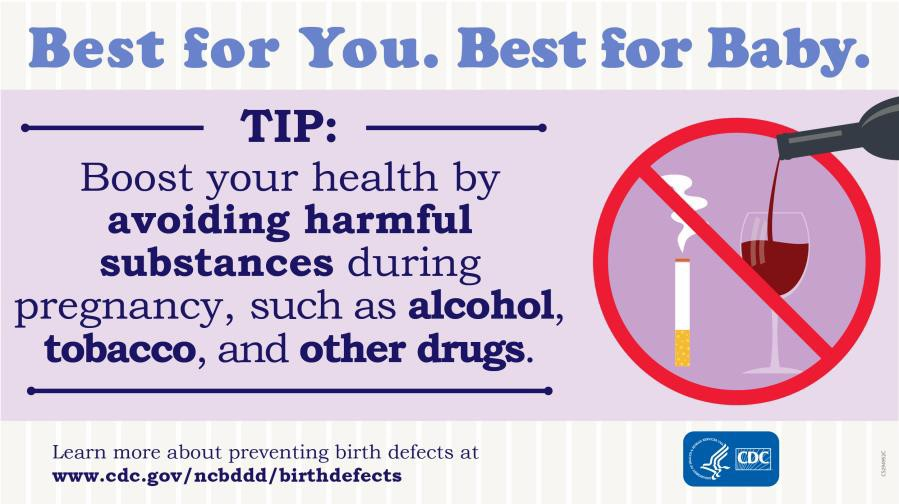 Best for You. Best for Baby.
TIP:
Boost your health by
avoiding harmful
substances during
pregnancy, such as alcohol,
tobacco, and other drugs.
Learn more about preventing birth defects at
www.cdc.gov/ncbddd/birthdefects
CDC